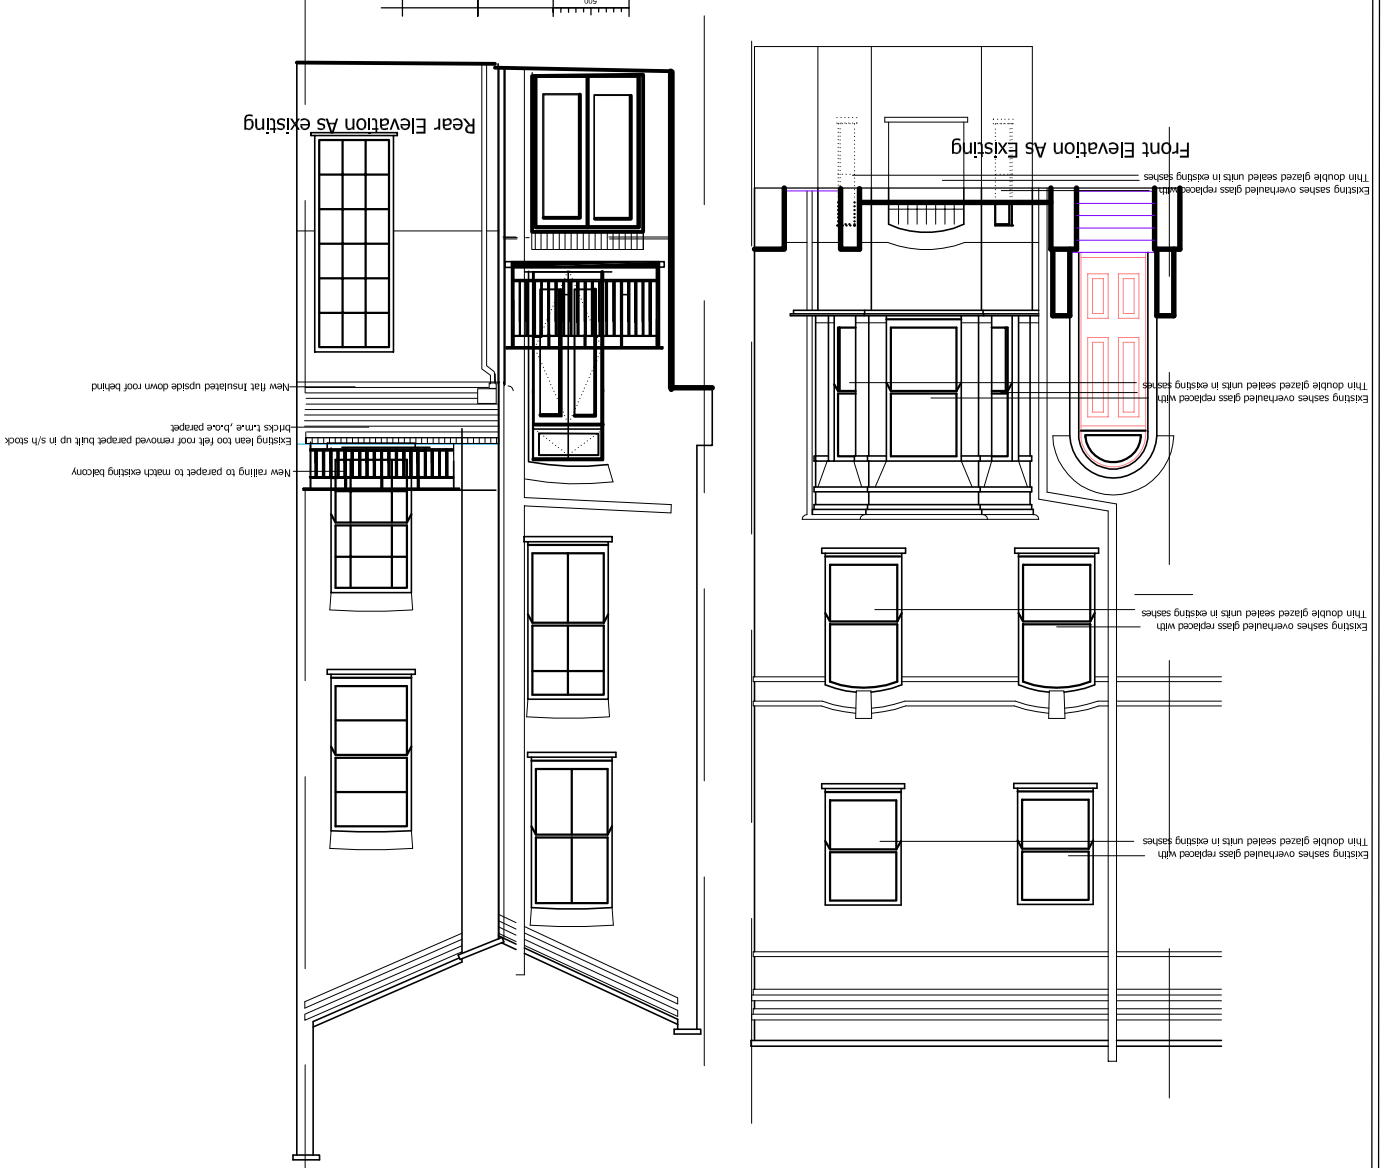 Existing sashes overhauled glass replaced with
Thin double glazed sealed units in existing sashes
Existing sashes overhauled glass replaced with
Thin double glazed sealed units in existing sashes
Existing sashes overhauled glass replaced with
Thin double glazed sealed units in existing sashes
Existing sashes overhauled glass replaced with
Thin double glazed sealed units in existing sashes
Front Elevation As Existing
New railing to parapet to match existing balcony
Existing lean too felt roof removed parapet built up in s/h stock
bricks t.m.e ,b.o.e parapet
New flat Insulated upside down roof behind
Rear Elevation As existing
500